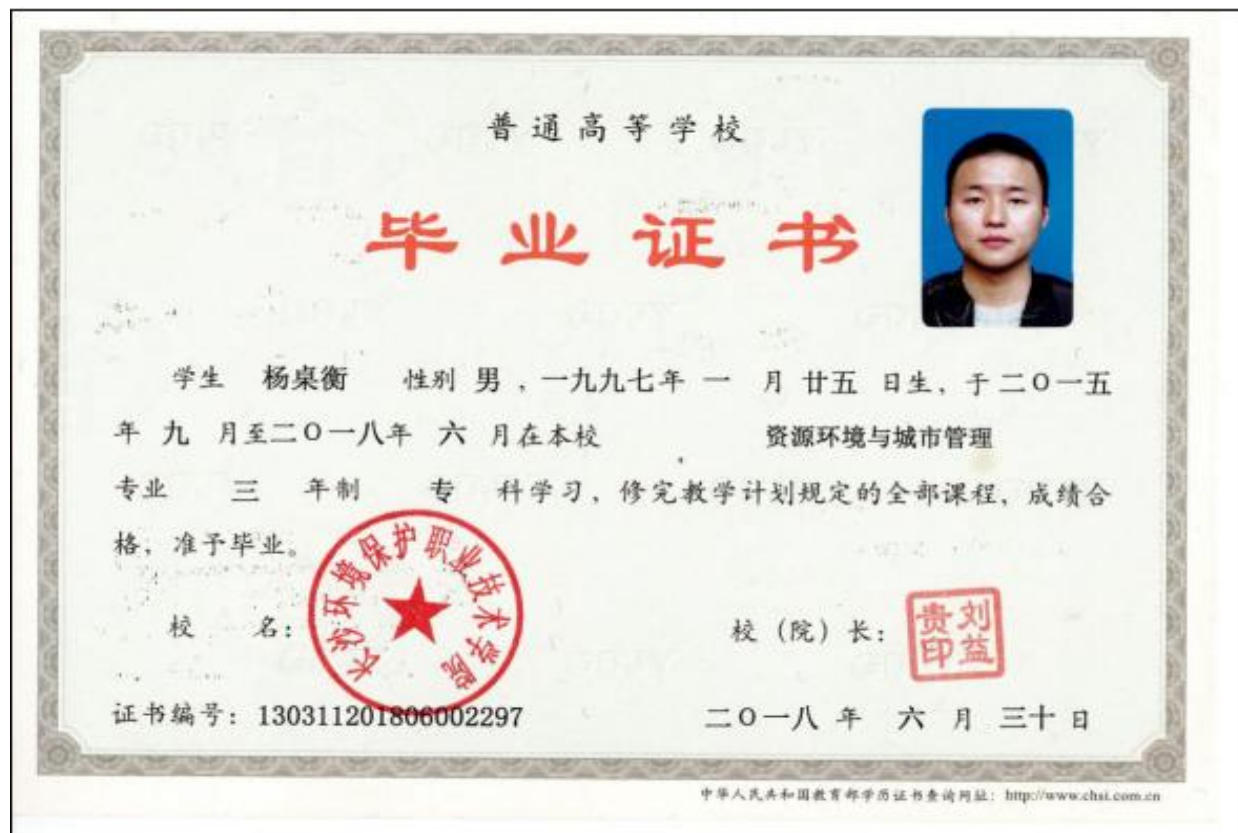 普通高等学校
毕业证书
学生 杨桌衡 性别 男，一九九七年 一 月 廿五 日生，于二〇一五
年 九 月至二〇一八年 六 月在本校 资源环境与城市管理
专业 三 年制 专 科学习，修完教学计划规定的全部课程，成绩合
格，准予毕业。
长沙环境保护职业技术学院
校 名：
校（院）长：
刘益贵印
证书编号：130311201806002297
二〇一八 年 六 月 三十 日
中华人民共和国教育部学历证书查询网址：http://www.chsi.com.cn